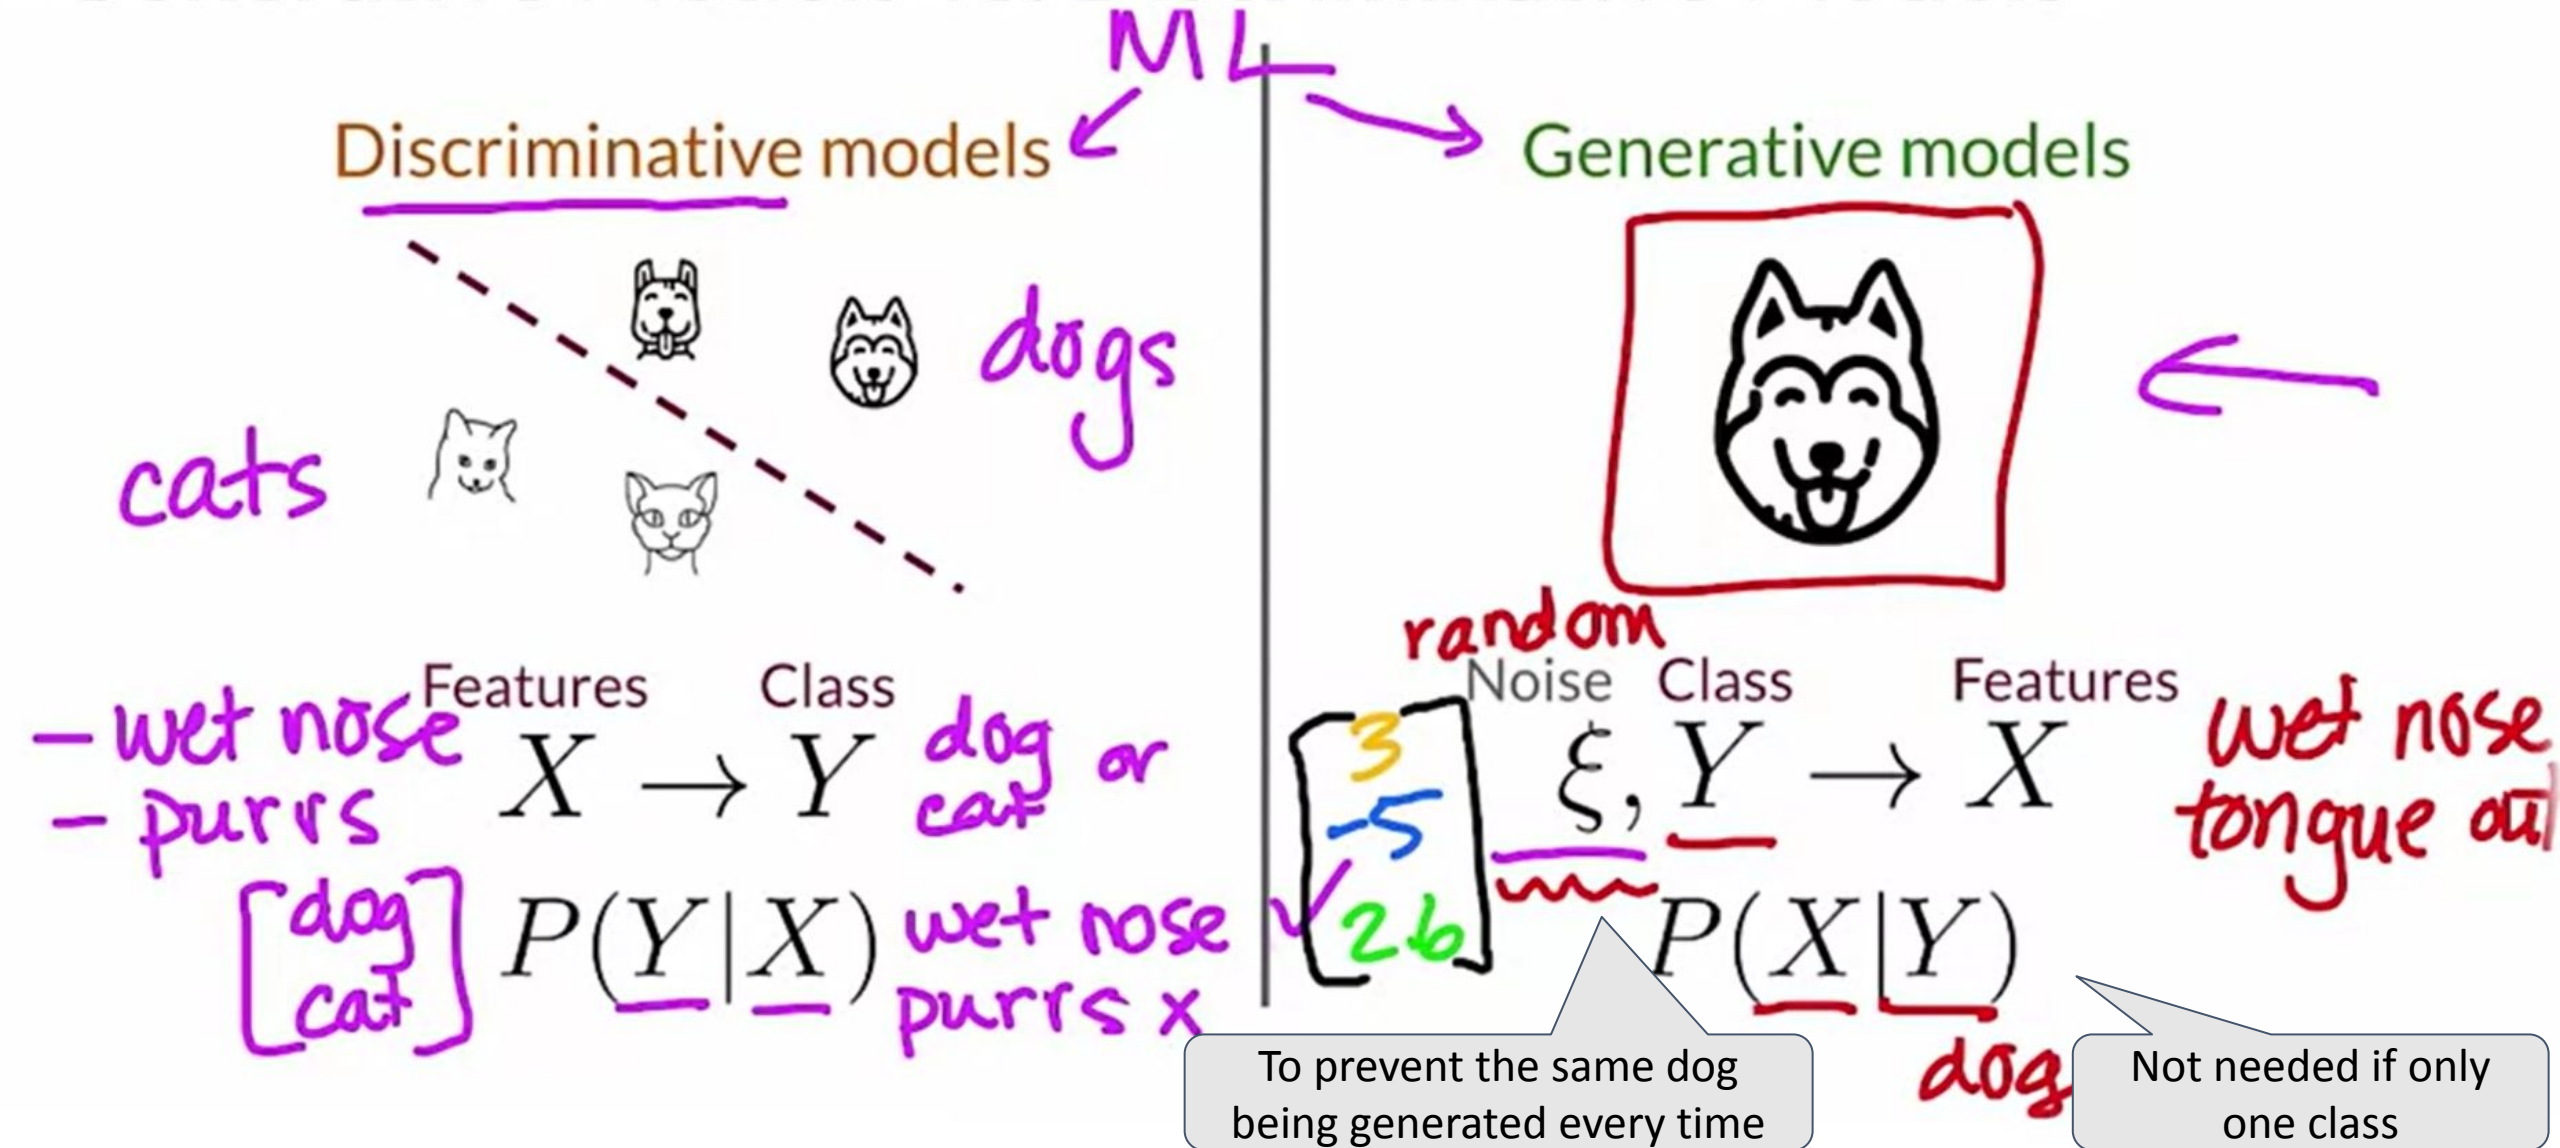 ML
Discriminative models
dogs
cats
Features Class
- wet nose X → Y dog or
- purrs cat
[dog cat] P(Y|X) wet nose ✓
purrs x
Generative models
random
Noise Class Features
[3 -5 2.6] ξ, Y → X wet nose
tongue out
P(X|Y)
dog
To prevent the same dog
being generated every time
Not needed if only
one class